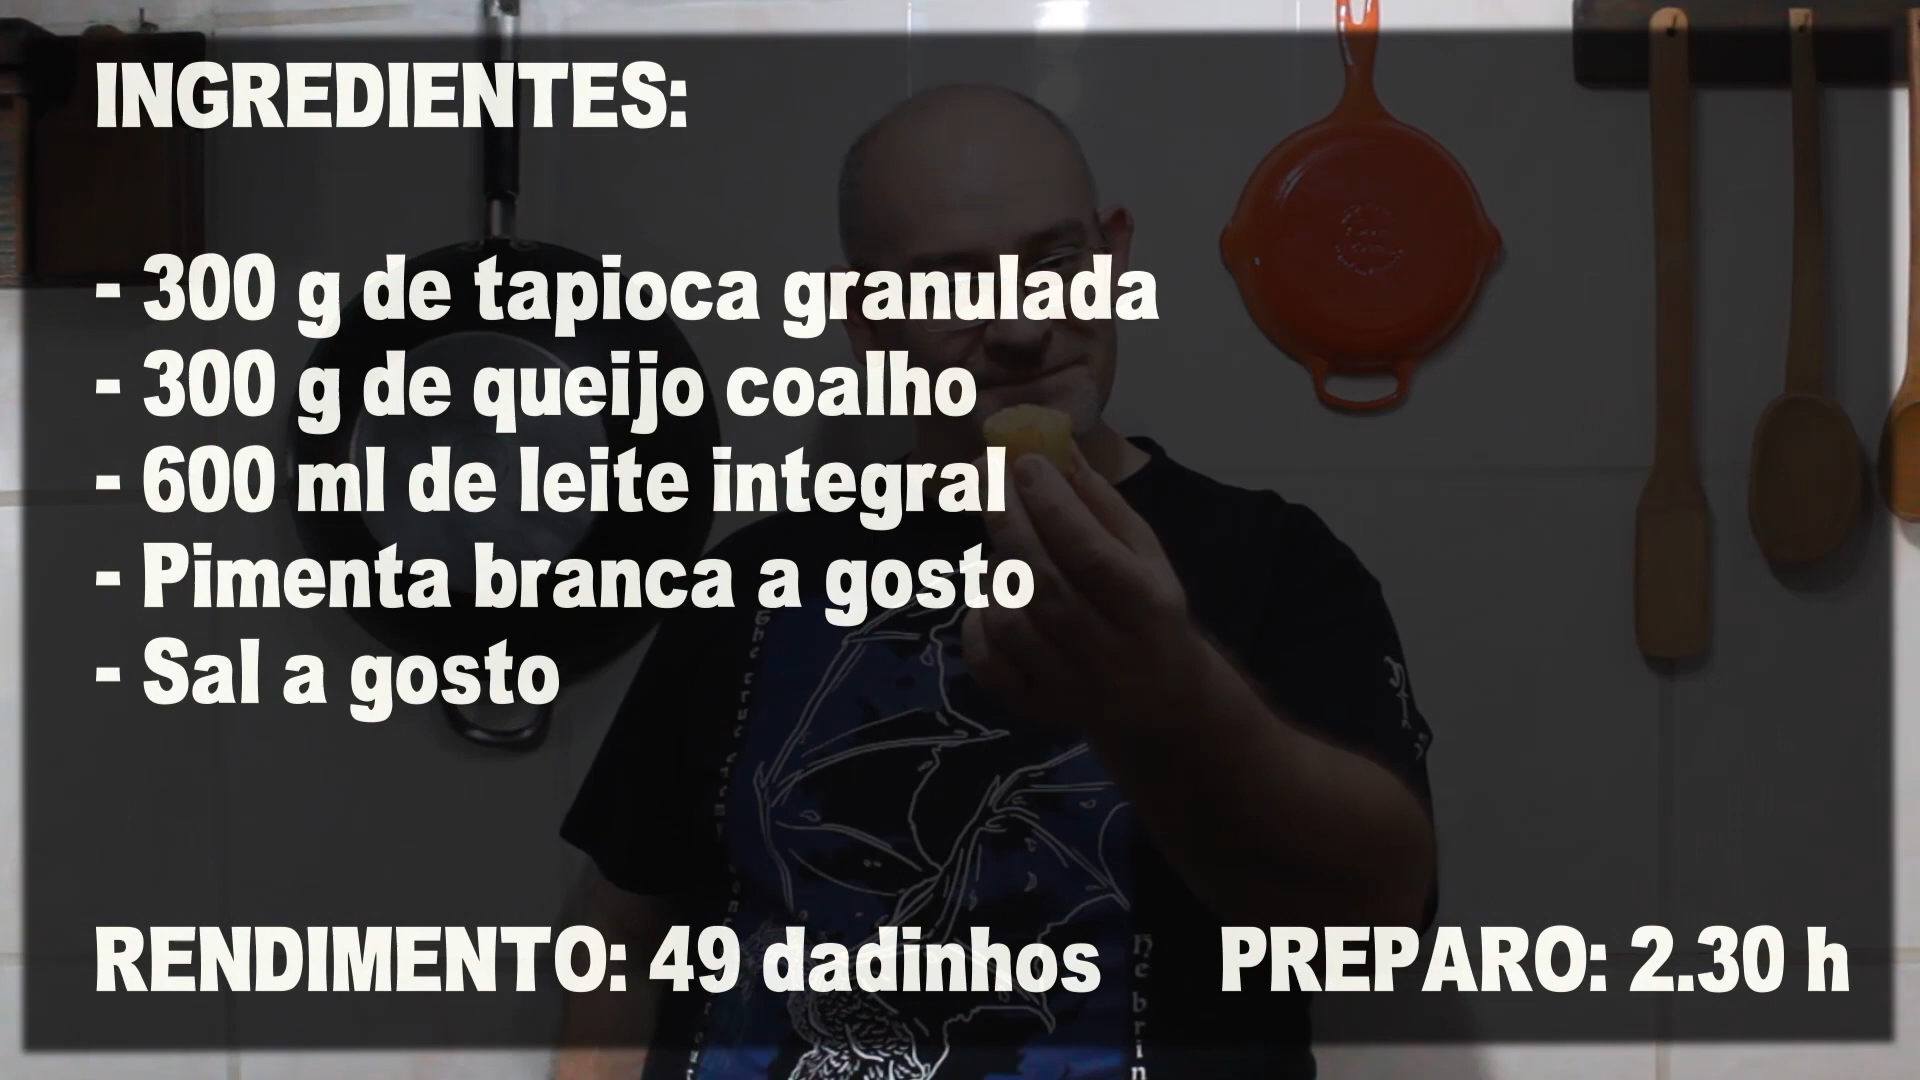 INGREDIENTES:
- 300 g de tapioca granulada
- 300 g de queijo coalho
- 600 ml de leite integral
- Pimenta branca a gosto
- Sal a gosto
RENDIMENTO: 49 dadinhos
PREPARO: 2.30 h